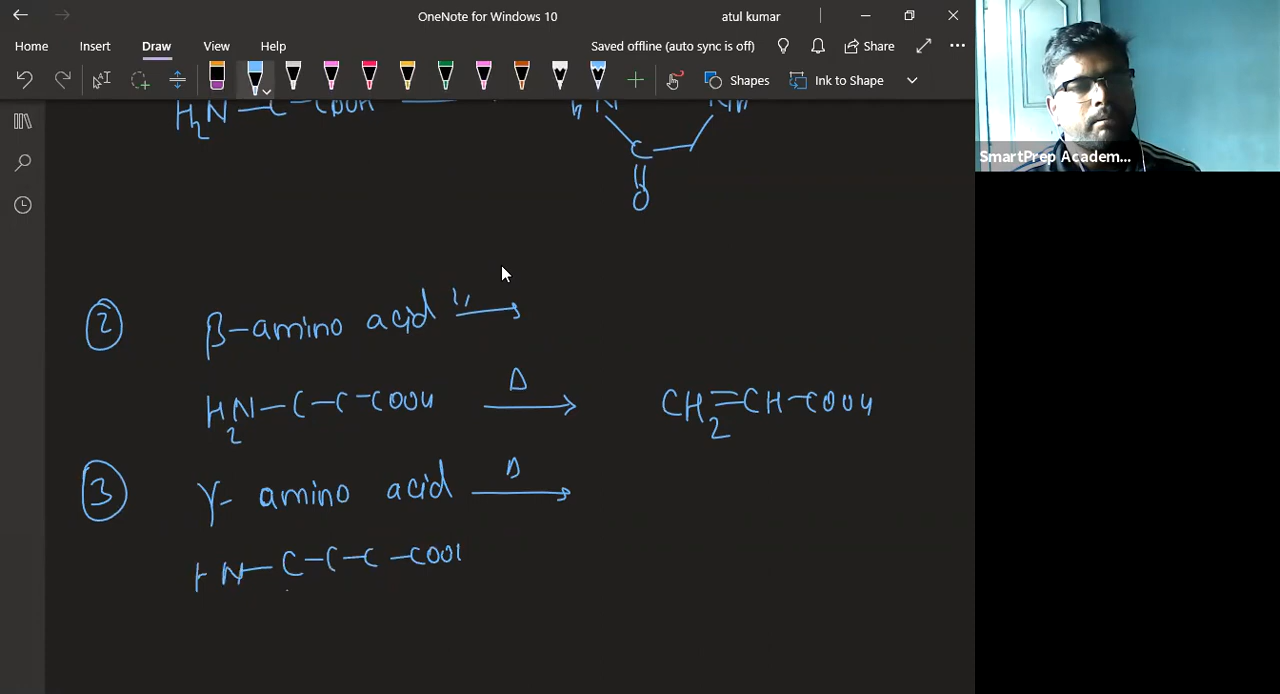 OneNote for Windows 10
atul kumar
Home Insert Draw View Help
Saved offline (auto sync is off)
Share
Shapes
Ink to Shape
SmartPrep Academ...
H2N—C—COOH →
C
O
2 β-amino acid →
H2N—C—C—COOH Δ→ CH2=CH—COOH
3 γ- amino acid Δ→
HN—C—C—C—COO